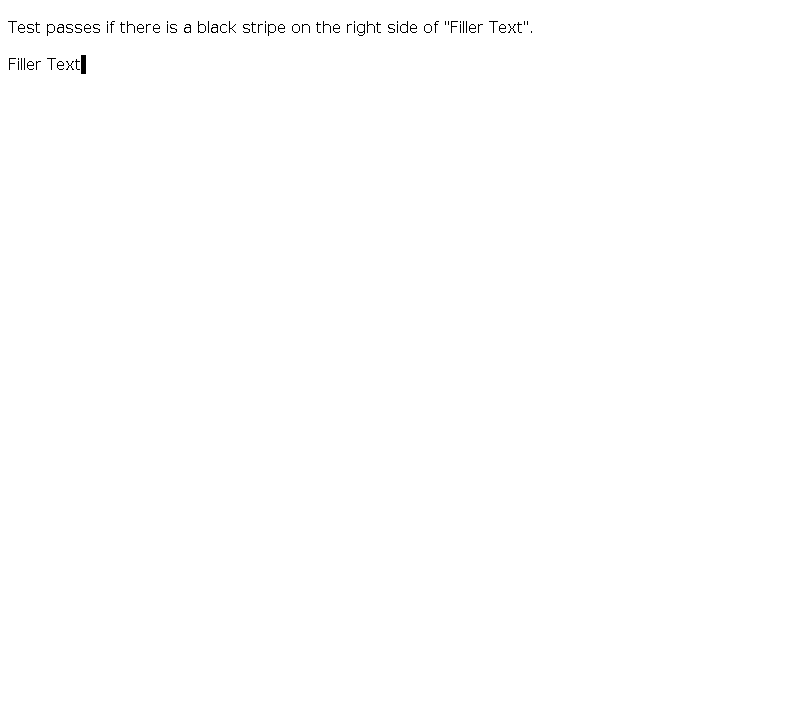 Test passes if there is a black stripe on the right side of "Filler Text".
Filler Text